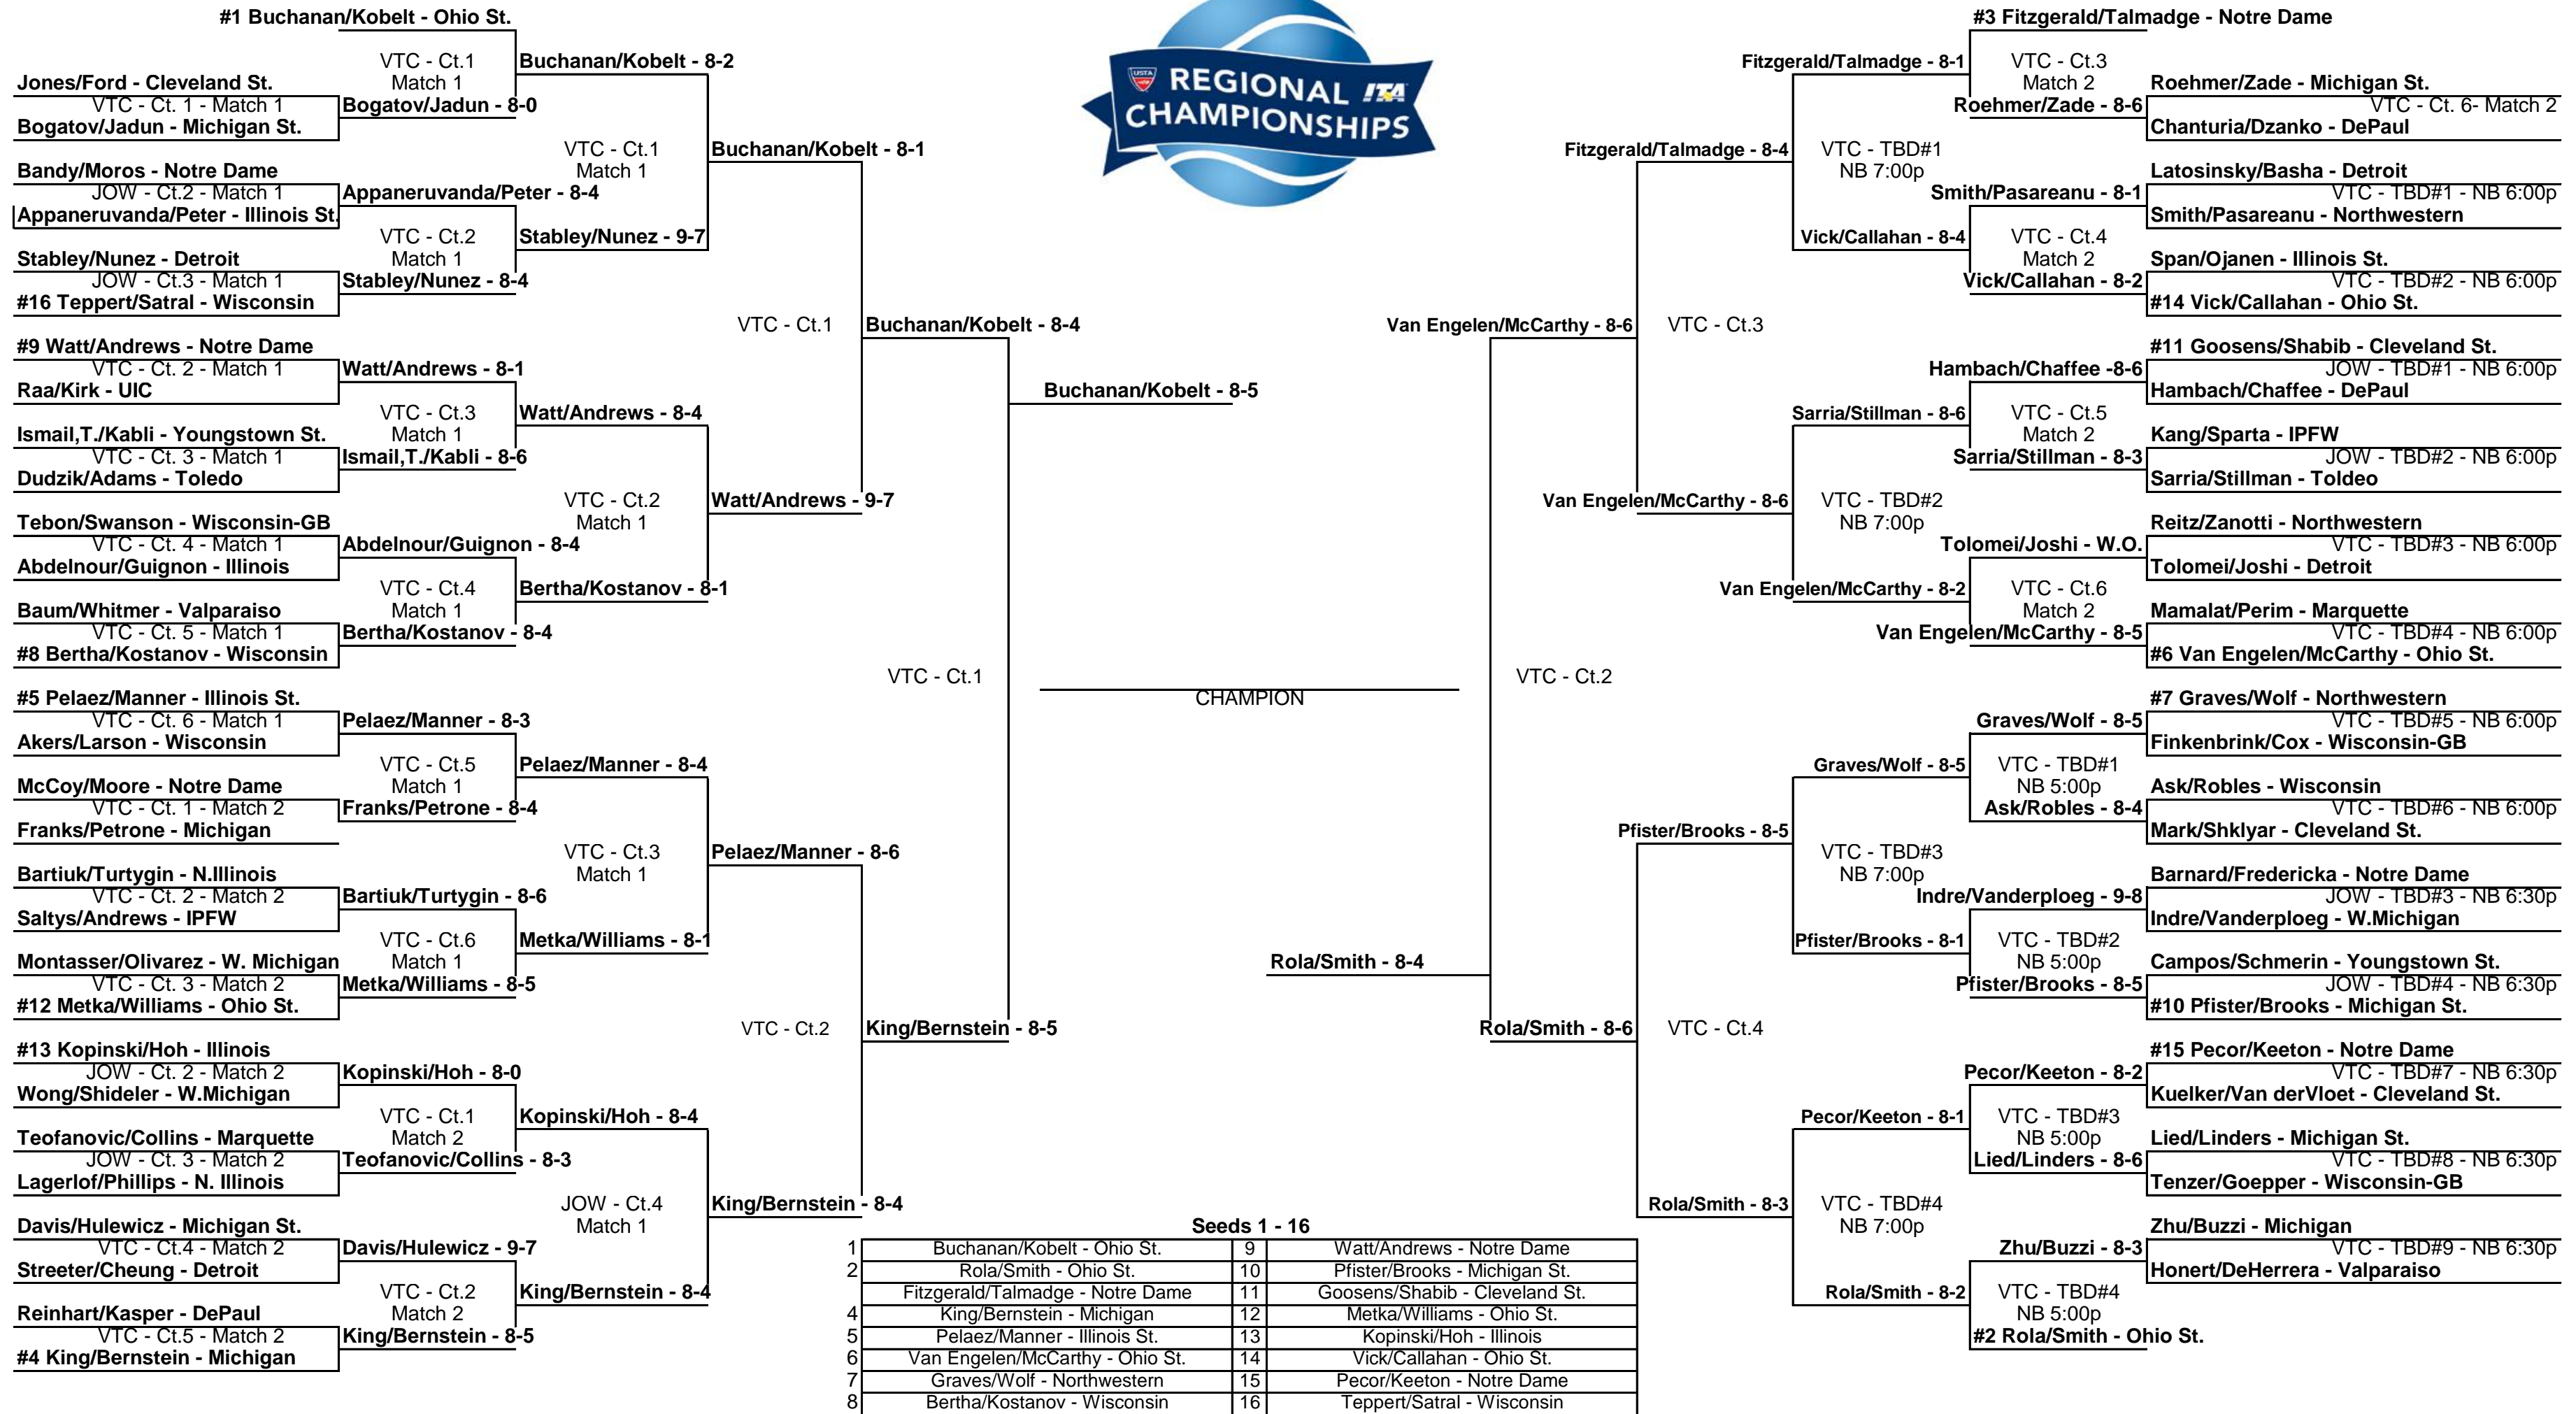 #1 Buchanan/Kobelt - Ohio St.
VTC - Ct.1
Match 1
Buchanan/Kobelt - 8-2
Jones/Ford - Cleveland St.
VTC - Ct. 1 - Match 1
Bogatov/Jadun - 8-0
Bogatov/Jadun - Michigan St.
VTC - Ct.1
Match 1
Buchanan/Kobelt - 8-1
Bandy/Moros - Notre Dame
JOW - Ct.2 - Match 1
Appaneruvanda/Peter - 8-4
Appaneruvanda/Peter - Illinois St.
VTC - Ct.2
Match 1
Stabley/Nunez - 9-7
Stabley/Nunez - Detroit
JOW - Ct.3 - Match 1
Stabley/Nunez - 8-4
#16 Teppert/Satral - Wisconsin
VTC - Ct.1
Buchanan/Kobelt - 8-4
#9 Watt/Andrews - Notre Dame
VTC - Ct. 2 - Match 1
Watt/Andrews - 8-1
Raa/Kirk - UIC
VTC - Ct.3
Match 1
Watt/Andrews - 8-4
Ismail,T./Kabli - Youngstown St.
VTC - Ct. 3 - Match 1
Ismail,T./Kabli - 8-6
Dudzik/Adams - Toledo
VTC - Ct.2
Match 1
Watt/Andrews - 9-7
Tebon/Swanson - Wisconsin-GB
VTC - Ct. 4 - Match 1
Abdelnour/Guignon - 8-4
Abdelnour/Guignon - Illinois
VTC - Ct.4
Match 1
Bertha/Kostanov - 8-1
Baum/Whitmer - Valparaiso
VTC - Ct. 5 - Match 1
Bertha/Kostanov - 8-4
#8 Bertha/Kostanov - Wisconsin
VTC - Ct.1
Buchanan/Kobelt - 8-5
#5 Pelaez/Manner - Illinois St.
VTC - Ct. 6 - Match 1
Pelaez/Manner - 8-3
Akers/Larson - Wisconsin
VTC - Ct.5
Match 1
Pelaez/Manner - 8-4
McCoy/Moore - Notre Dame
VTC - Ct. 1 - Match 2
Franks/Petrone - 8-4
Franks/Petrone - Michigan
VTC - Ct.3
Match 1
Pelaez/Manner - 8-6
Bartiuk/Turtygin - N.Illinois
VTC - Ct. 2 - Match 2
Bartiuk/Turtygin - 8-6
Saltys/Andrews - IPFW
VTC - Ct.6
Match 1
Metka/Williams - 8-1
Montasser/Olivarez - W. Michigan
VTC - Ct. 3 - Match 2
Metka/Williams - 8-5
#12 Metka/Williams - Ohio St.
VTC - Ct.2
King/Bernstein - 8-5
#13 Kopinski/Hoh - Illinois
JOW - Ct. 2 - Match 2
Kopinski/Hoh - 8-0
Wong/Shideler - W.Michigan
VTC - Ct.1
Match 2
Kopinski/Hoh - 8-4
Teofanovic/Collins - Marquette
JOW - Ct. 3 - Match 2
Teofanovic/Collins - 8-3
Lagerlof/Phillips - N. Illinois
JOW - Ct.4
Match 1
King/Bernstein - 8-4
Davis/Hulewicz - Michigan St.
VTC - Ct.4 - Match 2
Davis/Hulewicz - 9-7
Streeter/Cheung - Detroit
VTC - Ct.2
Match 2
King/Bernstein - 8-4
Reinhart/Kasper - DePaul
VTC - Ct.5 - Match 2
King/Bernstein - 8-5
#4 King/Bernstein - Michigan
USTA
REGIONAL ITA
CHAMPIONSHIPS
CHAMPION
#3 Fitzgerald/Talmadge - Notre Dame
Fitzgerald/Talmadge - 8-1
VTC - Ct.3
Match 2
Roehmer/Zade - Michigan St.
Roehmer/Zade - 8-6
VTC - Ct. 6- Match 2
Chanturia/Dzanko - DePaul
Fitzgerald/Talmadge - 8-4
VTC - TBD#1
NB 7:00p
Latosinsky/Basha - Detroit
Smith/Pasareanu - 8-1
VTC - TBD#1 - NB 6:00p
Smith/Pasareanu - Northwestern
Vick/Callahan - 8-4
VTC - Ct.4
Match 2
Span/Ojanen - Illinois St.
Vick/Callahan - 8-2
VTC - TBD#2 - NB 6:00p
#14 Vick/Callahan - Ohio St.
Van Engelen/McCarthy - 8-6
VTC - Ct.3
#11 Goosens/Shabib - Cleveland St.
Hambach/Chaffee -8-6
JOW - TBD#1 - NB 6:00p
Hambach/Chaffee - DePaul
Sarria/Stillman - 8-6
VTC - Ct.5
Match 2
Kang/Sparta - IPFW
Sarria/Stillman - 8-3
JOW - TBD#2 - NB 6:00p
Sarria/Stillman - Toldeo
Van Engelen/McCarthy - 8-6
VTC - TBD#2
NB 7:00p
Reitz/Zanotti - Northwestern
Tolomei/Joshi - W.O.
VTC - TBD#3 - NB 6:00p
Tolomei/Joshi - Detroit
Van Engelen/McCarthy - 8-2
VTC - Ct.6
Match 2
Mamalat/Perim - Marquette
Van Engelen/McCarthy - 8-5
VTC - TBD#4 - NB 6:00p
#6 Van Engelen/McCarthy - Ohio St.
VTC - Ct.2
Rola/Smith - 8-4
#7 Graves/Wolf - Northwestern
Graves/Wolf - 8-5
VTC - TBD#5 - NB 6:00p
Finkenbrink/Cox - Wisconsin-GB
Graves/Wolf - 8-5
VTC - TBD#1
NB 5:00p
Ask/Robles - Wisconsin
Ask/Robles - 8-4
VTC - TBD#6 - NB 6:00p
Mark/Shklyar - Cleveland St.
Pfister/Brooks - 8-5
VTC - TBD#3
NB 7:00p
Barnard/Fredericka - Notre Dame
Indre/Vanderploeg - 9-8
JOW - TBD#3 - NB 6:30p
Indre/Vanderploeg - W.Michigan
Pfister/Brooks - 8-1
VTC - TBD#2
NB 5:00p
Campos/Schmerin - Youngstown St.
Pfister/Brooks - 8-5
JOW - TBD#4 - NB 6:30p
#10 Pfister/Brooks - Michigan St.
Rola/Smith - 8-6
VTC - Ct.4
#15 Pecor/Keeton - Notre Dame
Pecor/Keeton - 8-2
VTC - TBD#7 - NB 6:30p
Kuelker/Van derVloet - Cleveland St.
Pecor/Keeton - 8-1
VTC - TBD#3
NB 5:00p
Lied/Linders - Michigan St.
Lied/Linders - 8-6
VTC - TBD#8 - NB 6:30p
Tenzer/Goepper - Wisconsin-GB
Rola/Smith - 8-3
VTC - TBD#4
NB 7:00p
Zhu/Buzzi - Michigan
Zhu/Buzzi - 8-3
VTC - TBD#9 - NB 6:30p
Honert/DeHerrera - Valparaiso
Rola/Smith - 8-2
VTC - TBD#4
NB 5:00p
#2 Rola/Smith - Ohio St.
Seeds 1 - 16
1 Buchanan/Kobelt - Ohio St. 9 Watt/Andrews - Notre Dame
2 Rola/Smith - Ohio St. 10 Pfister/Brooks - Michigan St.
Fitzgerald/Talmadge - Notre Dame 11 Goosens/Shabib - Cleveland St.
4 King/Bernstein - Michigan 12 Metka/Williams - Ohio St.
5 Pelaez/Manner - Illinois St. 13 Kopinski/Hoh - Illinois
6 Van Engelen/McCarthy - Ohio St. 14 Vick/Callahan - Ohio St.
7 Graves/Wolf - Northwestern 15 Pecor/Keeton - Notre Dame
8 Bertha/Kostanov - Wisconsin 16 Teppert/Satral - Wisconsin